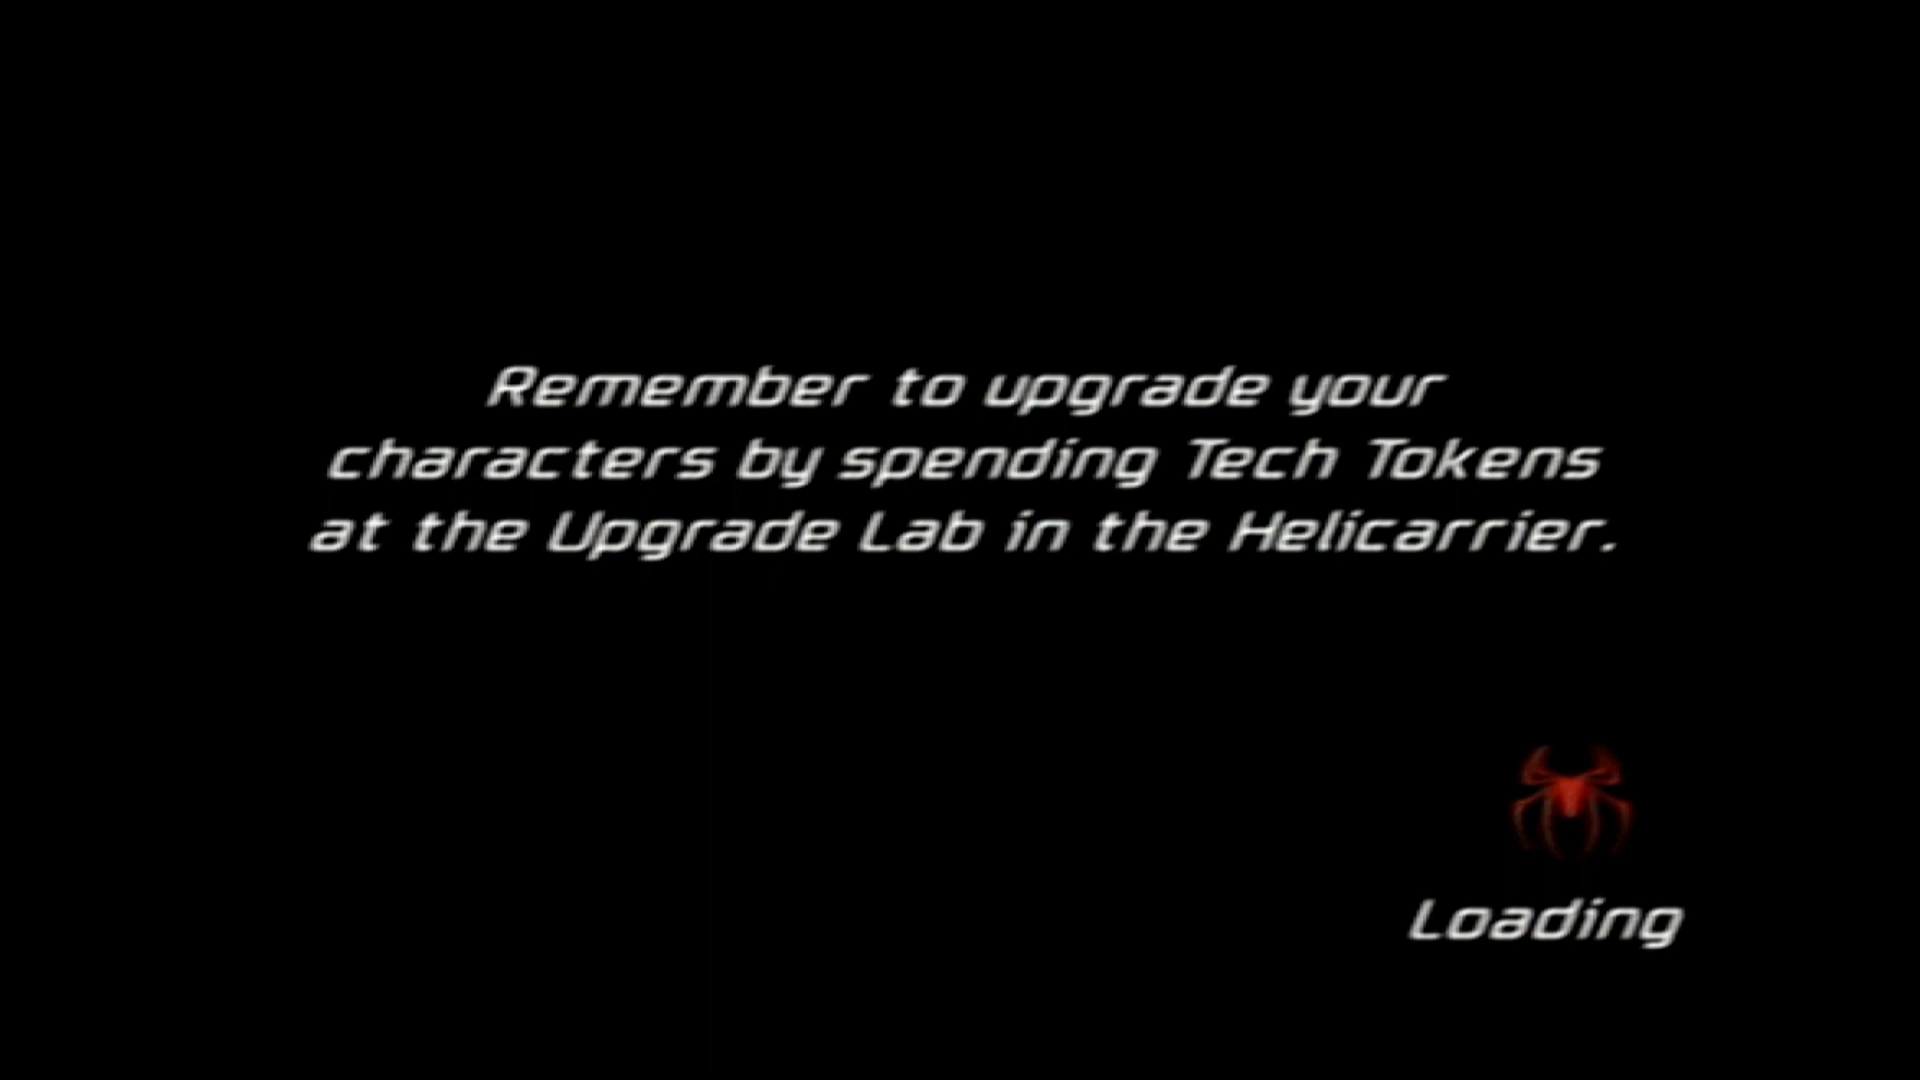 Remember to upgrade your
characters by spending Tech Tokens
at the Upgrade Lab in the Helicarrier.
Loading